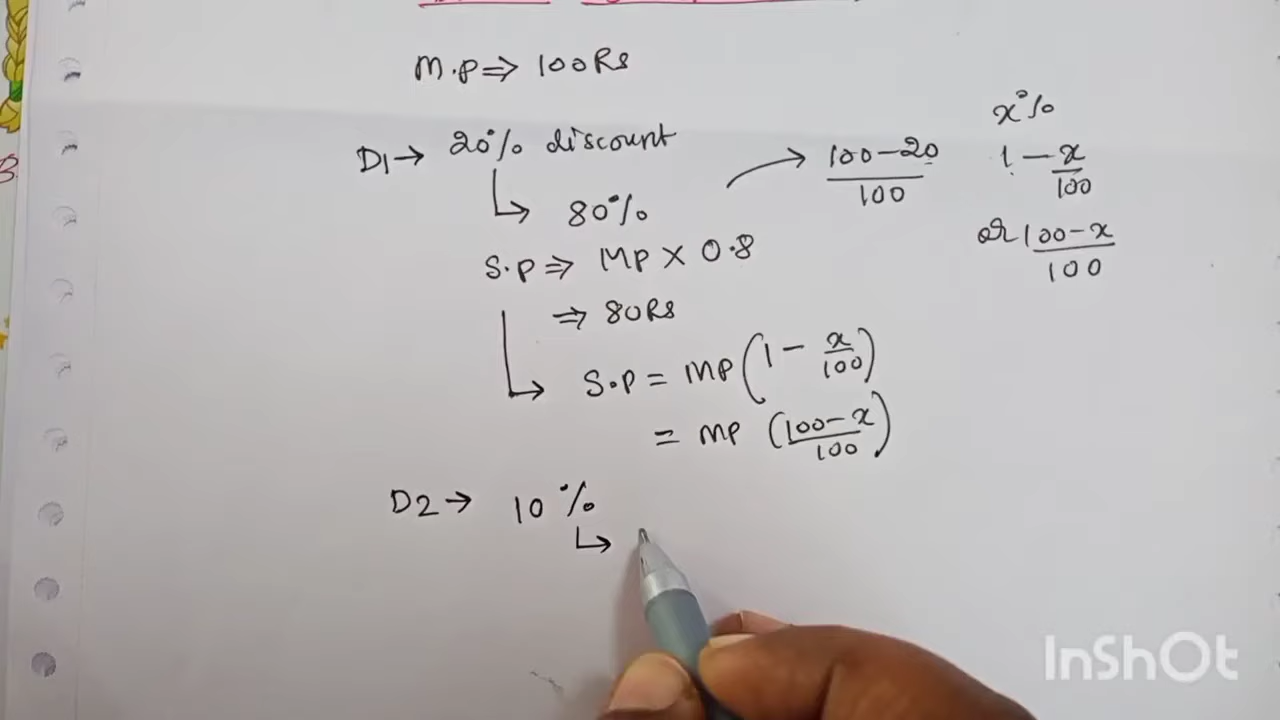 M.P ⇒ 100Rs
D1 → 20% discount
↳ 80%
→ 100-20/100
x%
1 - x/100
or 100-x/100
S.P ⇒ MP × 0.8
⇒ 80Rs
↳ S.P = MP (1 - x/100)
= MP (100-x/100)
D2 → 10%
↳
B.
InShOt